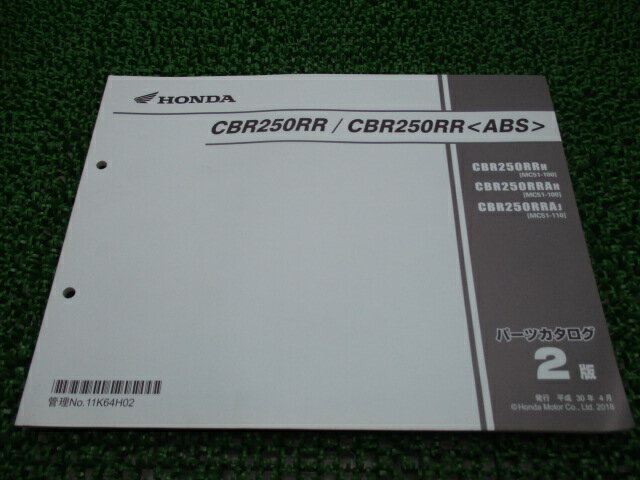 HONDA
CBR250RR / CBR250RR<ABS>
CBR250RRH
[MC51-100]
CBR250RRAH
[MC51-100]
CBR250RRAJ
[MC51-110]
パーツカタログ
2版
発行 平成 30 年 4 月
©Honda Motor Co., Ltd. 2018
管理No.11K64H02